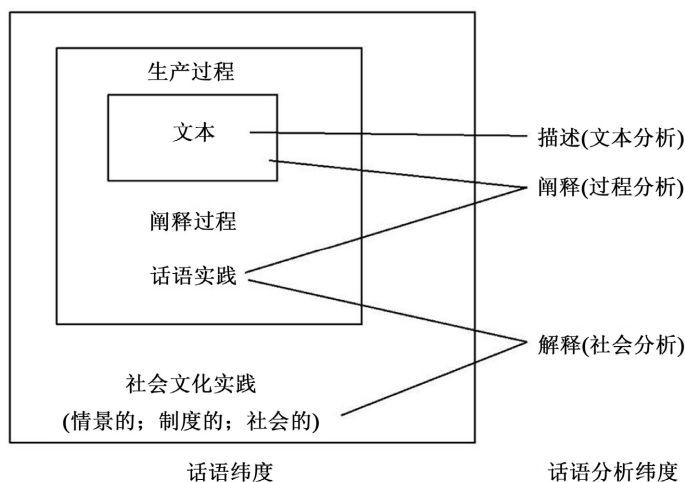 生产过程
文本
描述(文本分析)
阐释(过程分析)
阐释过程
话语实践
解释(社会分析)
社会文化实践
(情景的；制度的；社会的)
话语纬度
话语分析纬度